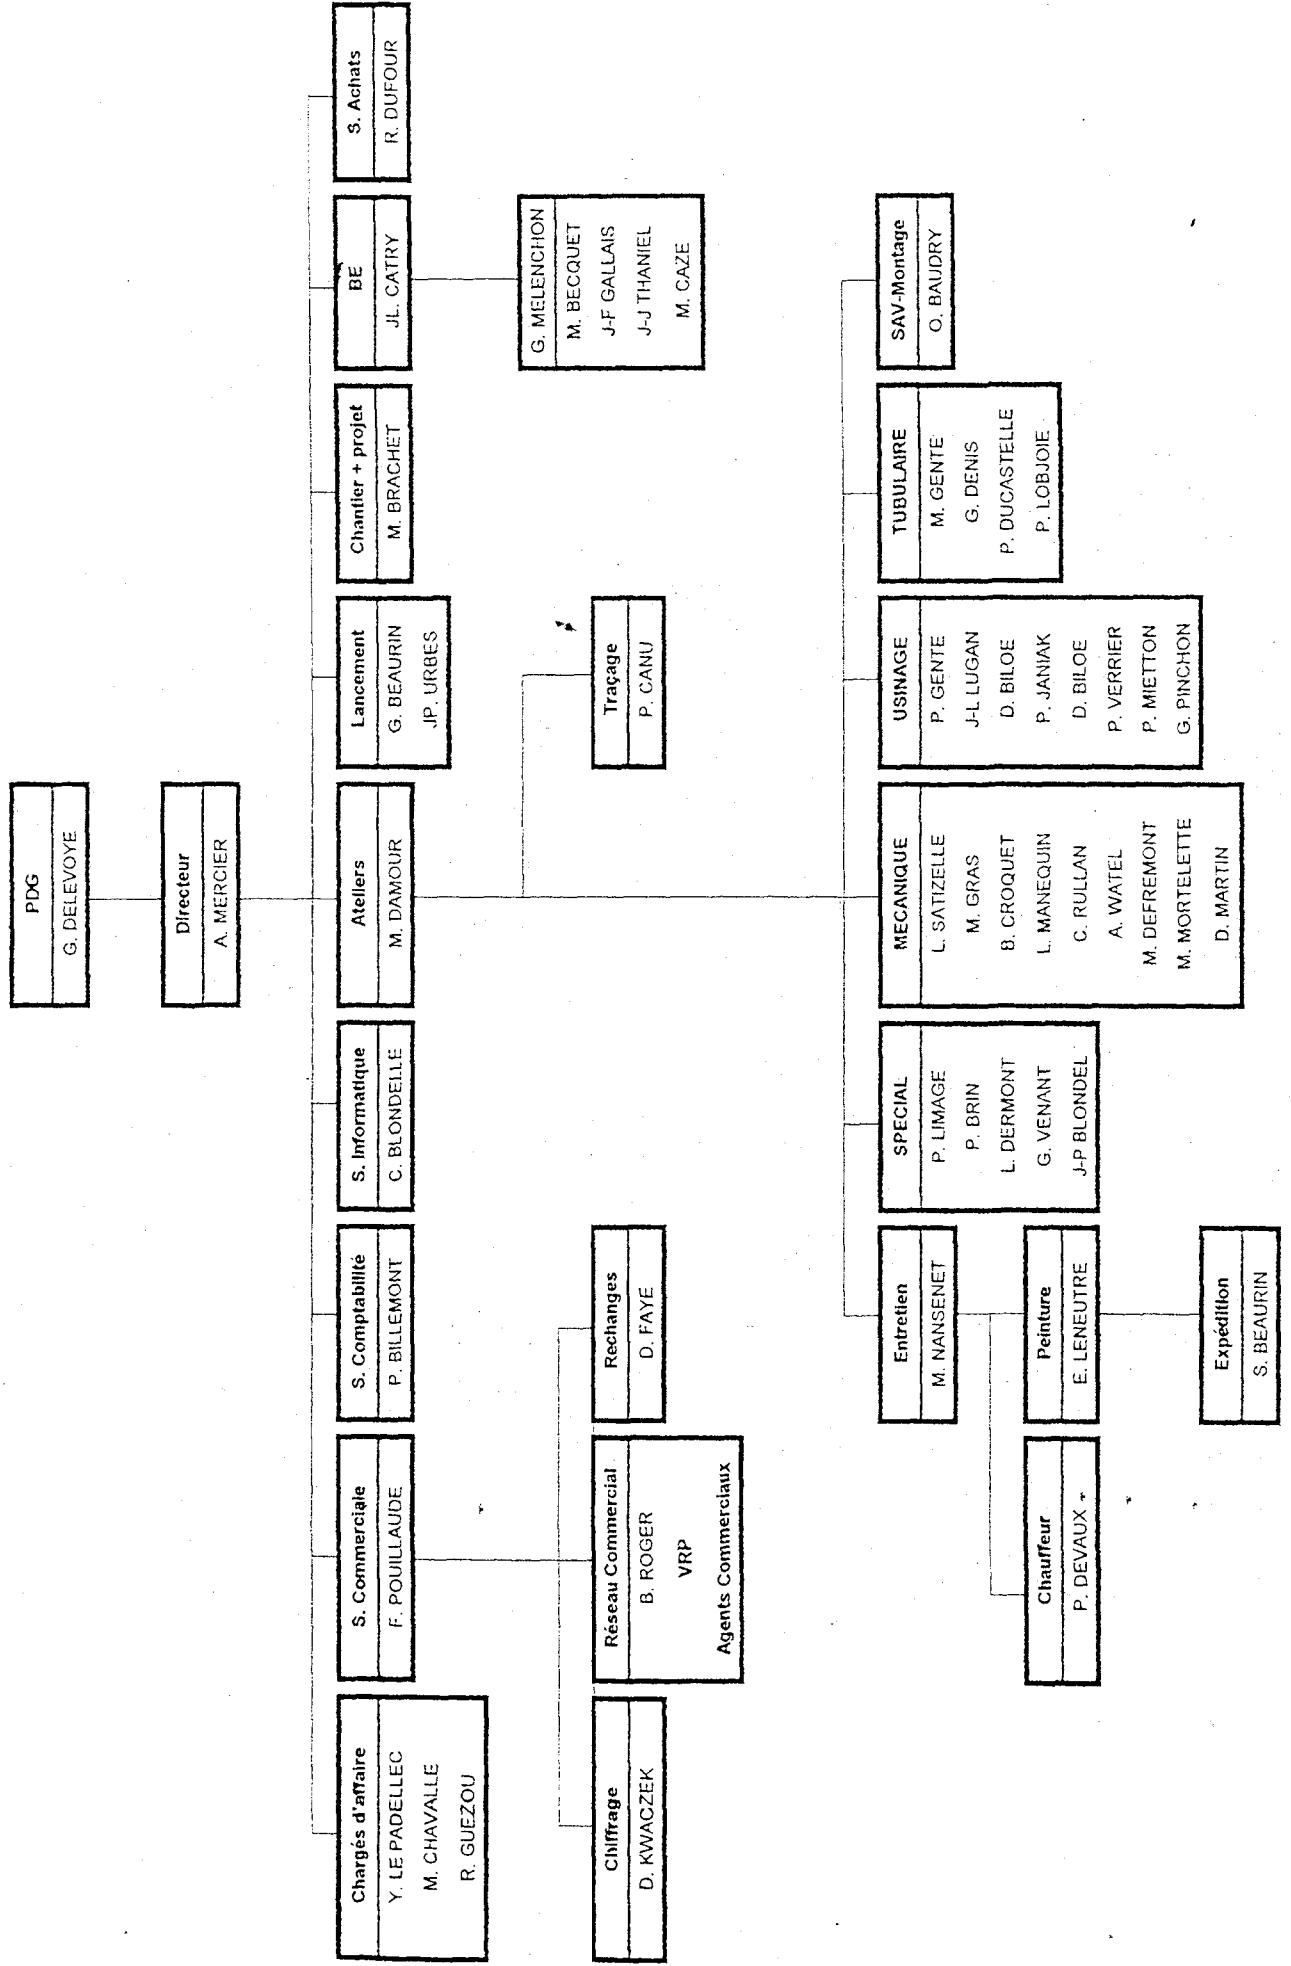 PDG
G. DELEVOYE
Directeur
A. MERCIER
Chargés d'affaire
Y. LE PADELLEC
M. CHAVALLE
R. GUEZOU
S. Commerciale
F. POUILLAUDE
S. Comptabilité
P. BILLEMONT
S. Informatique
C. BLONDELLE
Ateliers
M. DAMOUR
Lancement
G. BEAURIN
JP. URBES
Chantier + projet
M. BRACHET
BE
JL. CATRY
S. Achats
R. DUFOUR
G. MELENCHON
M. BECQUET
J-F GALLAIS
J-J THANIEL
M. CAZE
Chiffrage
D. KWACZEK
Réseau Commercial
B. ROGER
VRP
Agents Commerciaux
Rechanges
D. FAYE
Traçage
P. CANU
Entretien
M. NANSENET
SPECIAL
P. LIMAGE
P. BRIN
L. DERMONT
G. VENANT
J-P BLONDEL
MECANIQUE
L. SATIZELLE
M. GRAS
B. CROQUET
L. MANEQUIN
C. RULLAN
A. WATEL
M. DEFREMONT
M. MORTELETTE
D. MARTIN
USINAGE
P. GENTE
J-L LUGAN
D. BILOE
P. JANIAK
D. BILOE
P. VERRIER
P. MIETTON
G. PINCHON
TUBULAIRE
M. GENTE
G. DENIS
P. DUCASTELLE
P. LOBJOIE
SAV-Montage
O. BAUDRY
Chauffeur
P. DEVAUX
Peinture
E. LENEUTRE
Expédition
S. BEAURIN